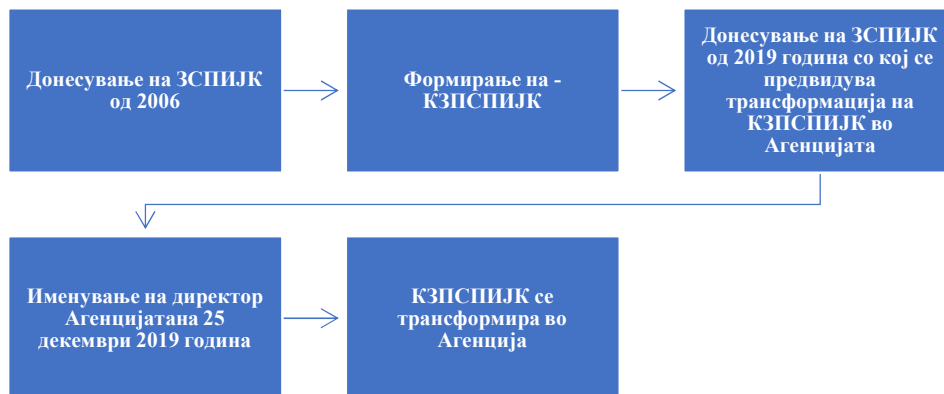 Донесување на ЗСПИЈК
од 2006
Формирање на -
КЗПСПИЈК
Донесување на ЗСПИЈК
од 2019 година со кој се
предвидува
трансформација на
КЗПСПИЈК во
Агенцијата
Именување на директор
Агенцијатана 25
декември 2019 година
КЗПСПИЈК се
трансформира во
Агенција